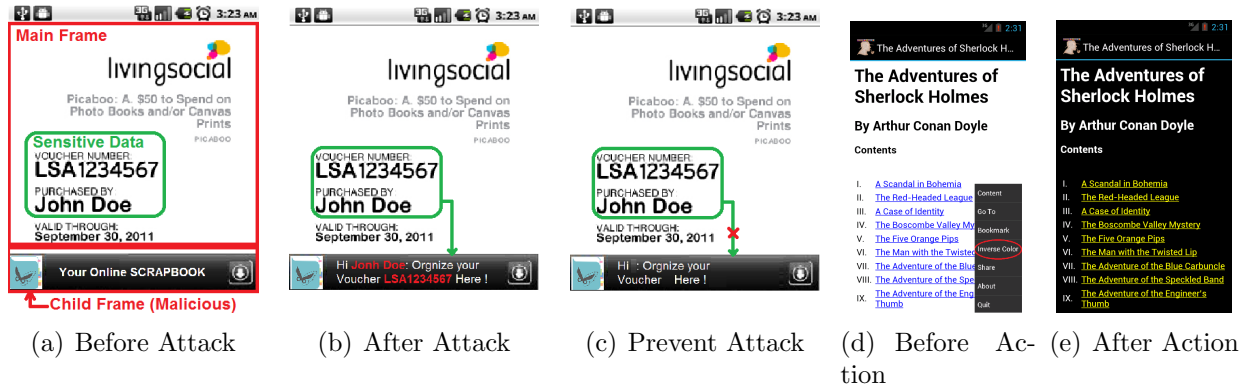 3:23 AM
Main Frame
livingsocial
Picaboo: A. $50 to Spend on
Photo Books and/or Canvas
Prints
PICABOO
Sensitive Data
VOUCHER NUMBER:
LSA1234567
PURCHASED BY
John Doe
VALID THROUGH:
September 30, 2011
Your Online SCRAPBOOK
Child Frame (Malicious)
(a) Before Attack
3:23 AM
livingsocial
Picaboo: A. $50 to Spend on
Photo Books and/or Canvas
Prints
PICABOO
VOUCHER NUMBER:
LSA1234567
PURCHASED BY
John Doe
VALID THROUGH:
September 30, 2011
Hi Jonh Doe: Orgnize your
Voucher LSA1234567 Here !
(b) After Attack
3:23 AM
livingsocial
Picaboo: A. $50 to Spend on
Photo Books and/or Canvas
Prints
PICABOO
VOUCHER NUMBER:
LSA1234567
PURCHASED BY
John Doe
VALID THROUGH:
September 30, 2011
Hi : Orgnize your
Voucher Here !
(c) Prevent Attack
2:31
The Adventures of Sherlock H...
The Adventures of
Sherlock Holmes
By Arthur Conan Doyle
Contents
I. A Scandal in Bohemia
II. The Red-Headed League
III. A Case of Identity
IV. The Boscombe Valley My
V. The Five Orange Pips
VI. The Man with the Twisted
VII. The Adventure of the Blue
VIII. The Adventure of the Spe
IX. The Adventure of the Eng
Thumb
Content
Go To
Bookmark
Inverse Color
Share
About
Quit
(d) Before Ac-
tion
2:31
The Adventures of Sherlock H...
The Adventures of
Sherlock Holmes
By Arthur Conan Doyle
Contents
I. A Scandal in Bohemia
II. The Red-Headed League
III. A Case of Identity
IV. The Boscombe Valley Mystery
V. The Five Orange Pips
VI. The Man with the Twisted Lip
VII. The Adventure of the Blue Carbuncle
VIII. The Adventure of the Speckled Band
IX. The Adventure of the Engineer's
Thumb
(e) After Action